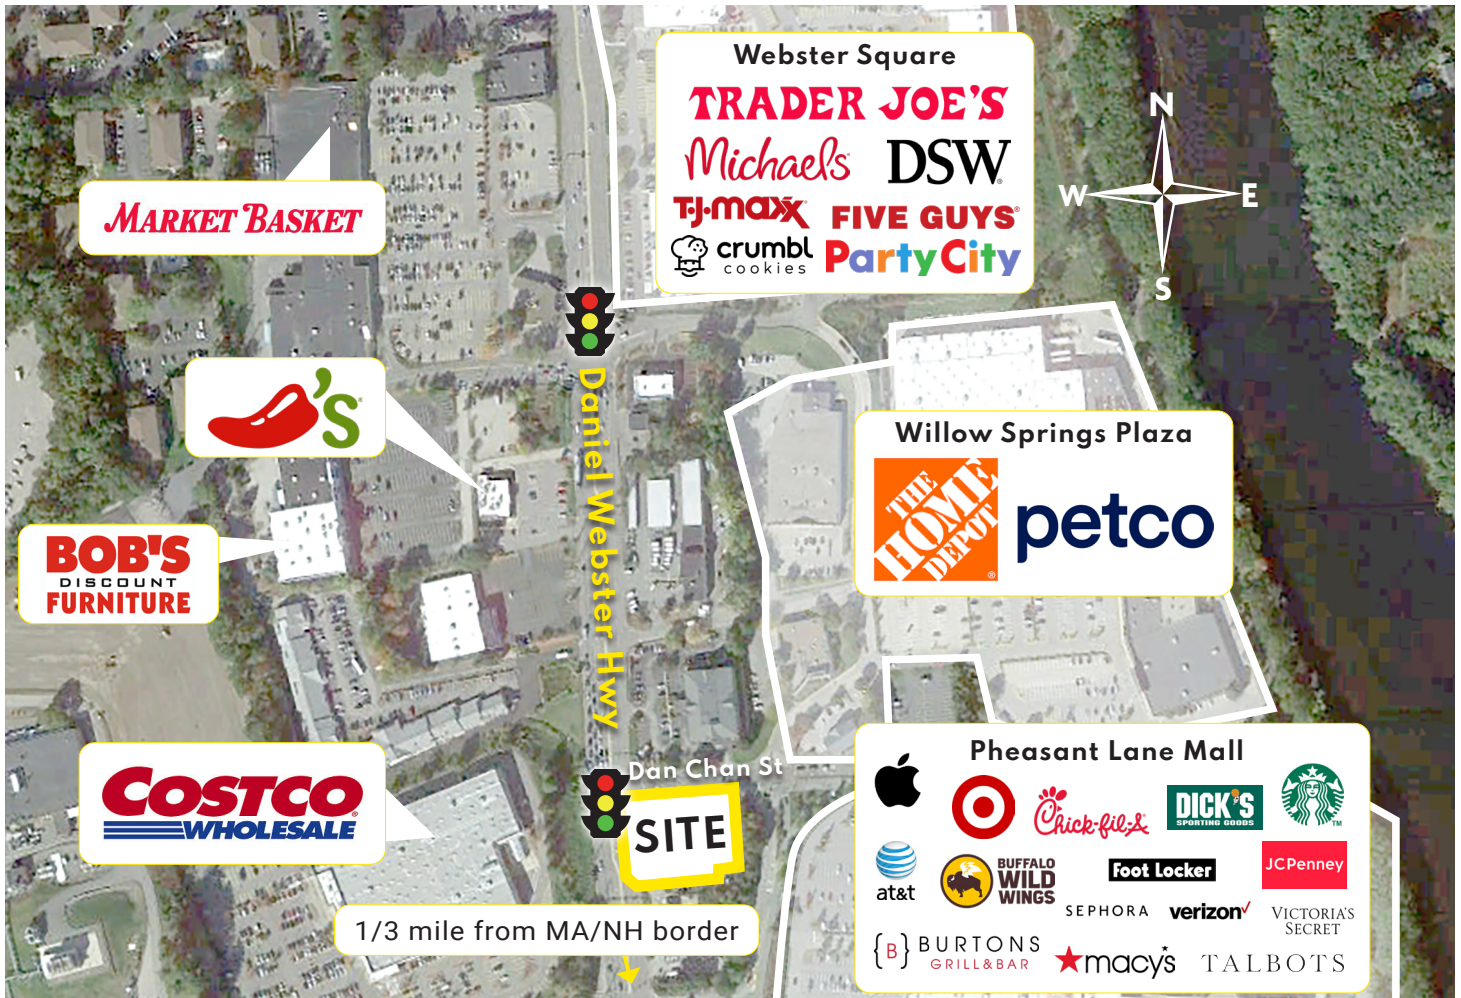 Webster Square
TRADER JOE'S
Michaels
DSW
T·J·maxx
FIVE GUYS®
crumbl
cookies
PartyCity
N
W
E
S
MARKET BASKET
'S
Daniel Webster Hwy
Willow Springs Plaza
THE
HOME
DEPOT
®
petco
BOB'S
DISCOUNT
FURNITURE
COSTCO
WHOLESALE
Dan Chan St
SITE
1/3 mile from MA/NH border
Pheasant Lane Mall
Chick-fil-A
DICK'S
SPORTING GOODS
TM
at&t
BUFFALO
WILD
WINGS
Foot Locker
JCPenney
SEPHORA
verizon
VICTORIA'S
SECRET
{B} BURTONS
GRILL&BAR
macy's
TALBOTS